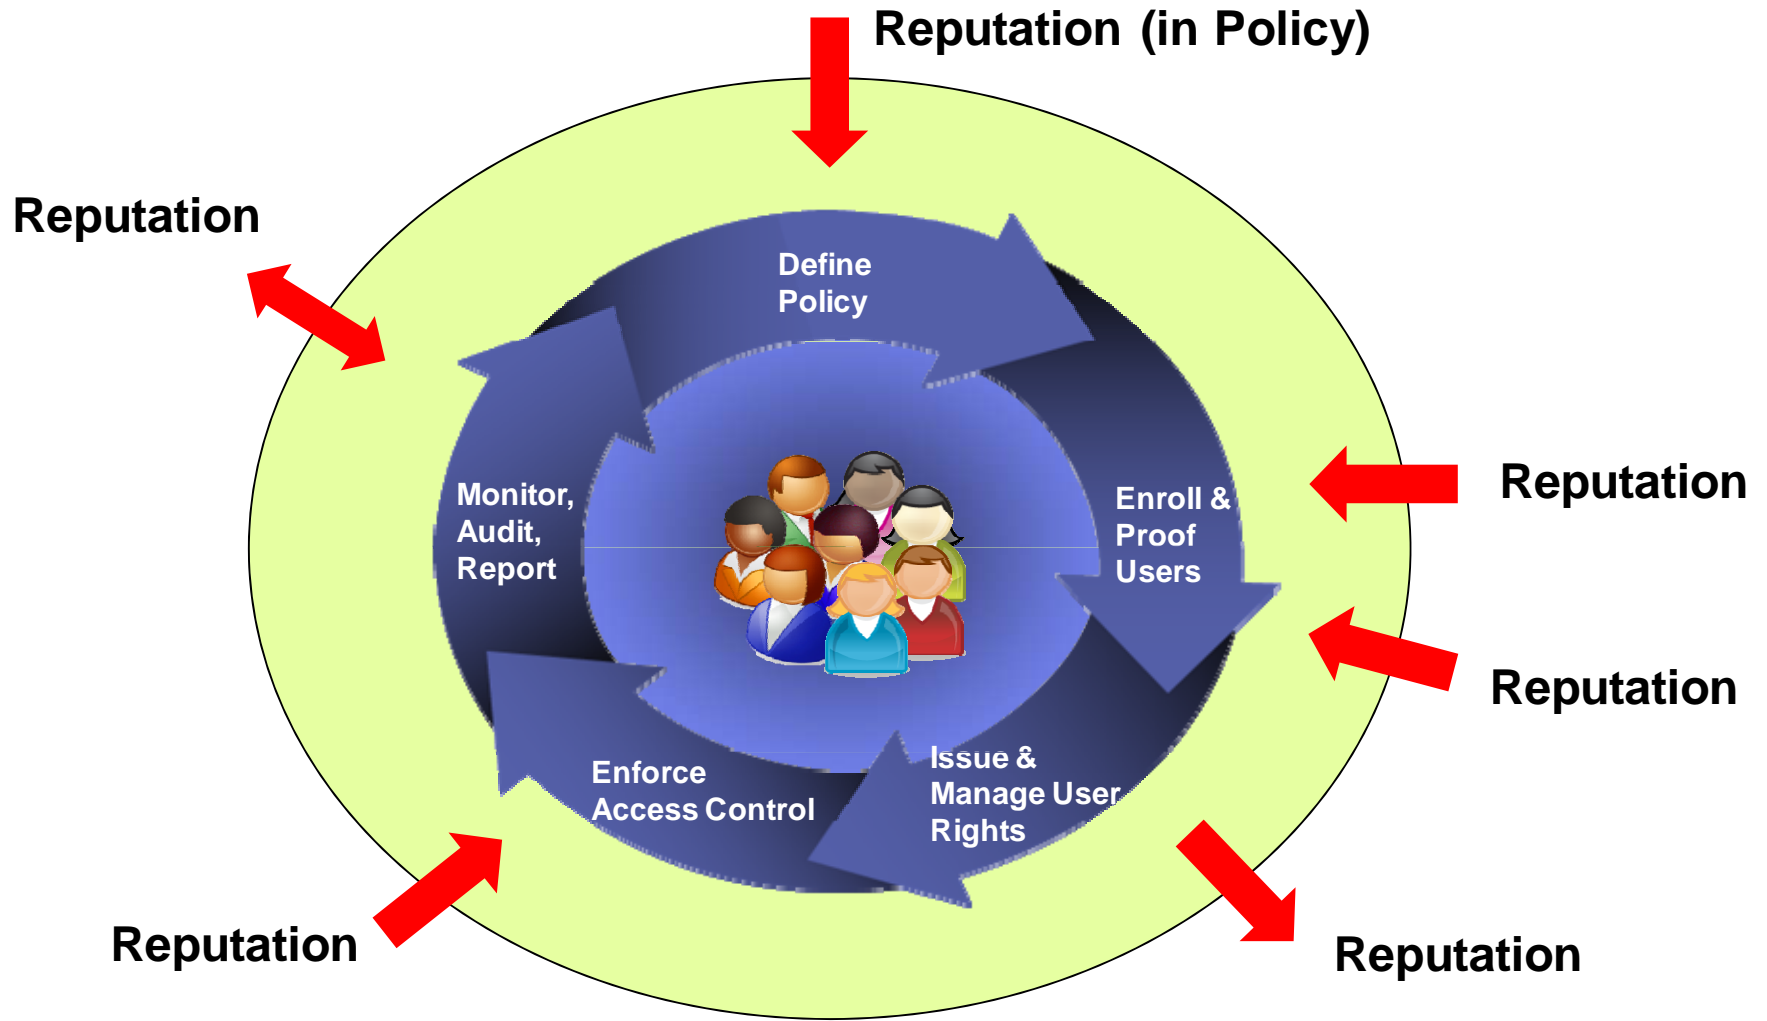 Reputation (in Policy)
Reputation
Define
Policy
Monitor,
Audit,
Report
Enroll &
Proof
Users
Reputation
Reputation
Issue &
Manage User
Rights
Enforce
Access Control
Reputation
Reputation